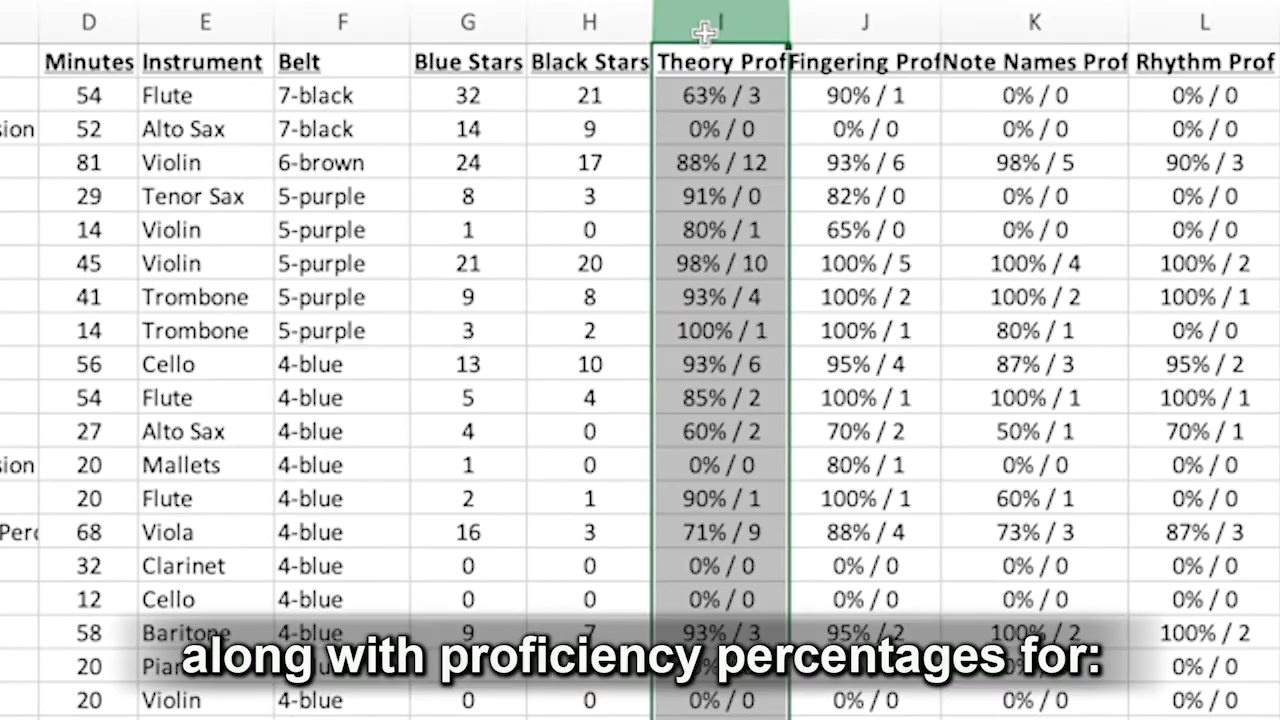 D E F G H I J K L
Minutes Instrument Belt Blue Stars Black Stars Theory Prof Fingering Prof Note Names Prof Rhythm Prof
54 Flute 7-black 32 21 63% / 3 90% / 1 0% / 0 0% / 0
sion 52 Alto Sax 7-black 14 9 0% / 0 0% / 0 0% / 0 0% / 0
81 Violin 6-brown 24 17 88% / 12 93% / 6 98% / 5 90% / 3
29 Tenor Sax 5-purple 8 3 91% / 0 82% / 0 0% / 0 0% / 0
14 Violin 5-purple 1 0 80% / 1 65% / 0 0% / 0 0% / 0
45 Violin 5-purple 21 20 98% / 10 100% / 5 100% / 4 100% / 2
41 Trombone 5-purple 9 8 93% / 4 100% / 2 100% / 2 100% / 1
14 Trombone 5-purple 3 2 100% / 1 100% / 1 80% / 1 0% / 0
56 Cello 4-blue 13 10 93% / 6 95% / 4 87% / 3 95% / 2
54 Flute 4-blue 5 4 85% / 2 100% / 1 100% / 1 100% / 1
27 Alto Sax 4-blue 4 0 60% / 2 70% / 2 50% / 1 70% / 1
sion 20 Mallets 4-blue 1 0 0% / 0 80% / 1 0% / 0 0% / 0
20 Flute 4-blue 2 1 90% / 1 100% / 1 60% / 1 0% / 0
Perc 68 Viola 4-blue 16 3 71% / 9 88% / 4 73% / 3 87% / 3
32 Clarinet 4-blue 0 0 0% / 0 0% / 0 0% / 0 0% / 0
12 Cello 4-blue 0 0 0% / 0 0% / 0 0% / 0 0% / 0
58 Baritone 4-blue 9 7 93% / 3 95% / 2 100% / 2 100% / 2
along with proficiency percentages for:
20 0% / 0
20 Violin 4-blue 0 0 0% / 0 0% / 0 0% / 0 0% / 0